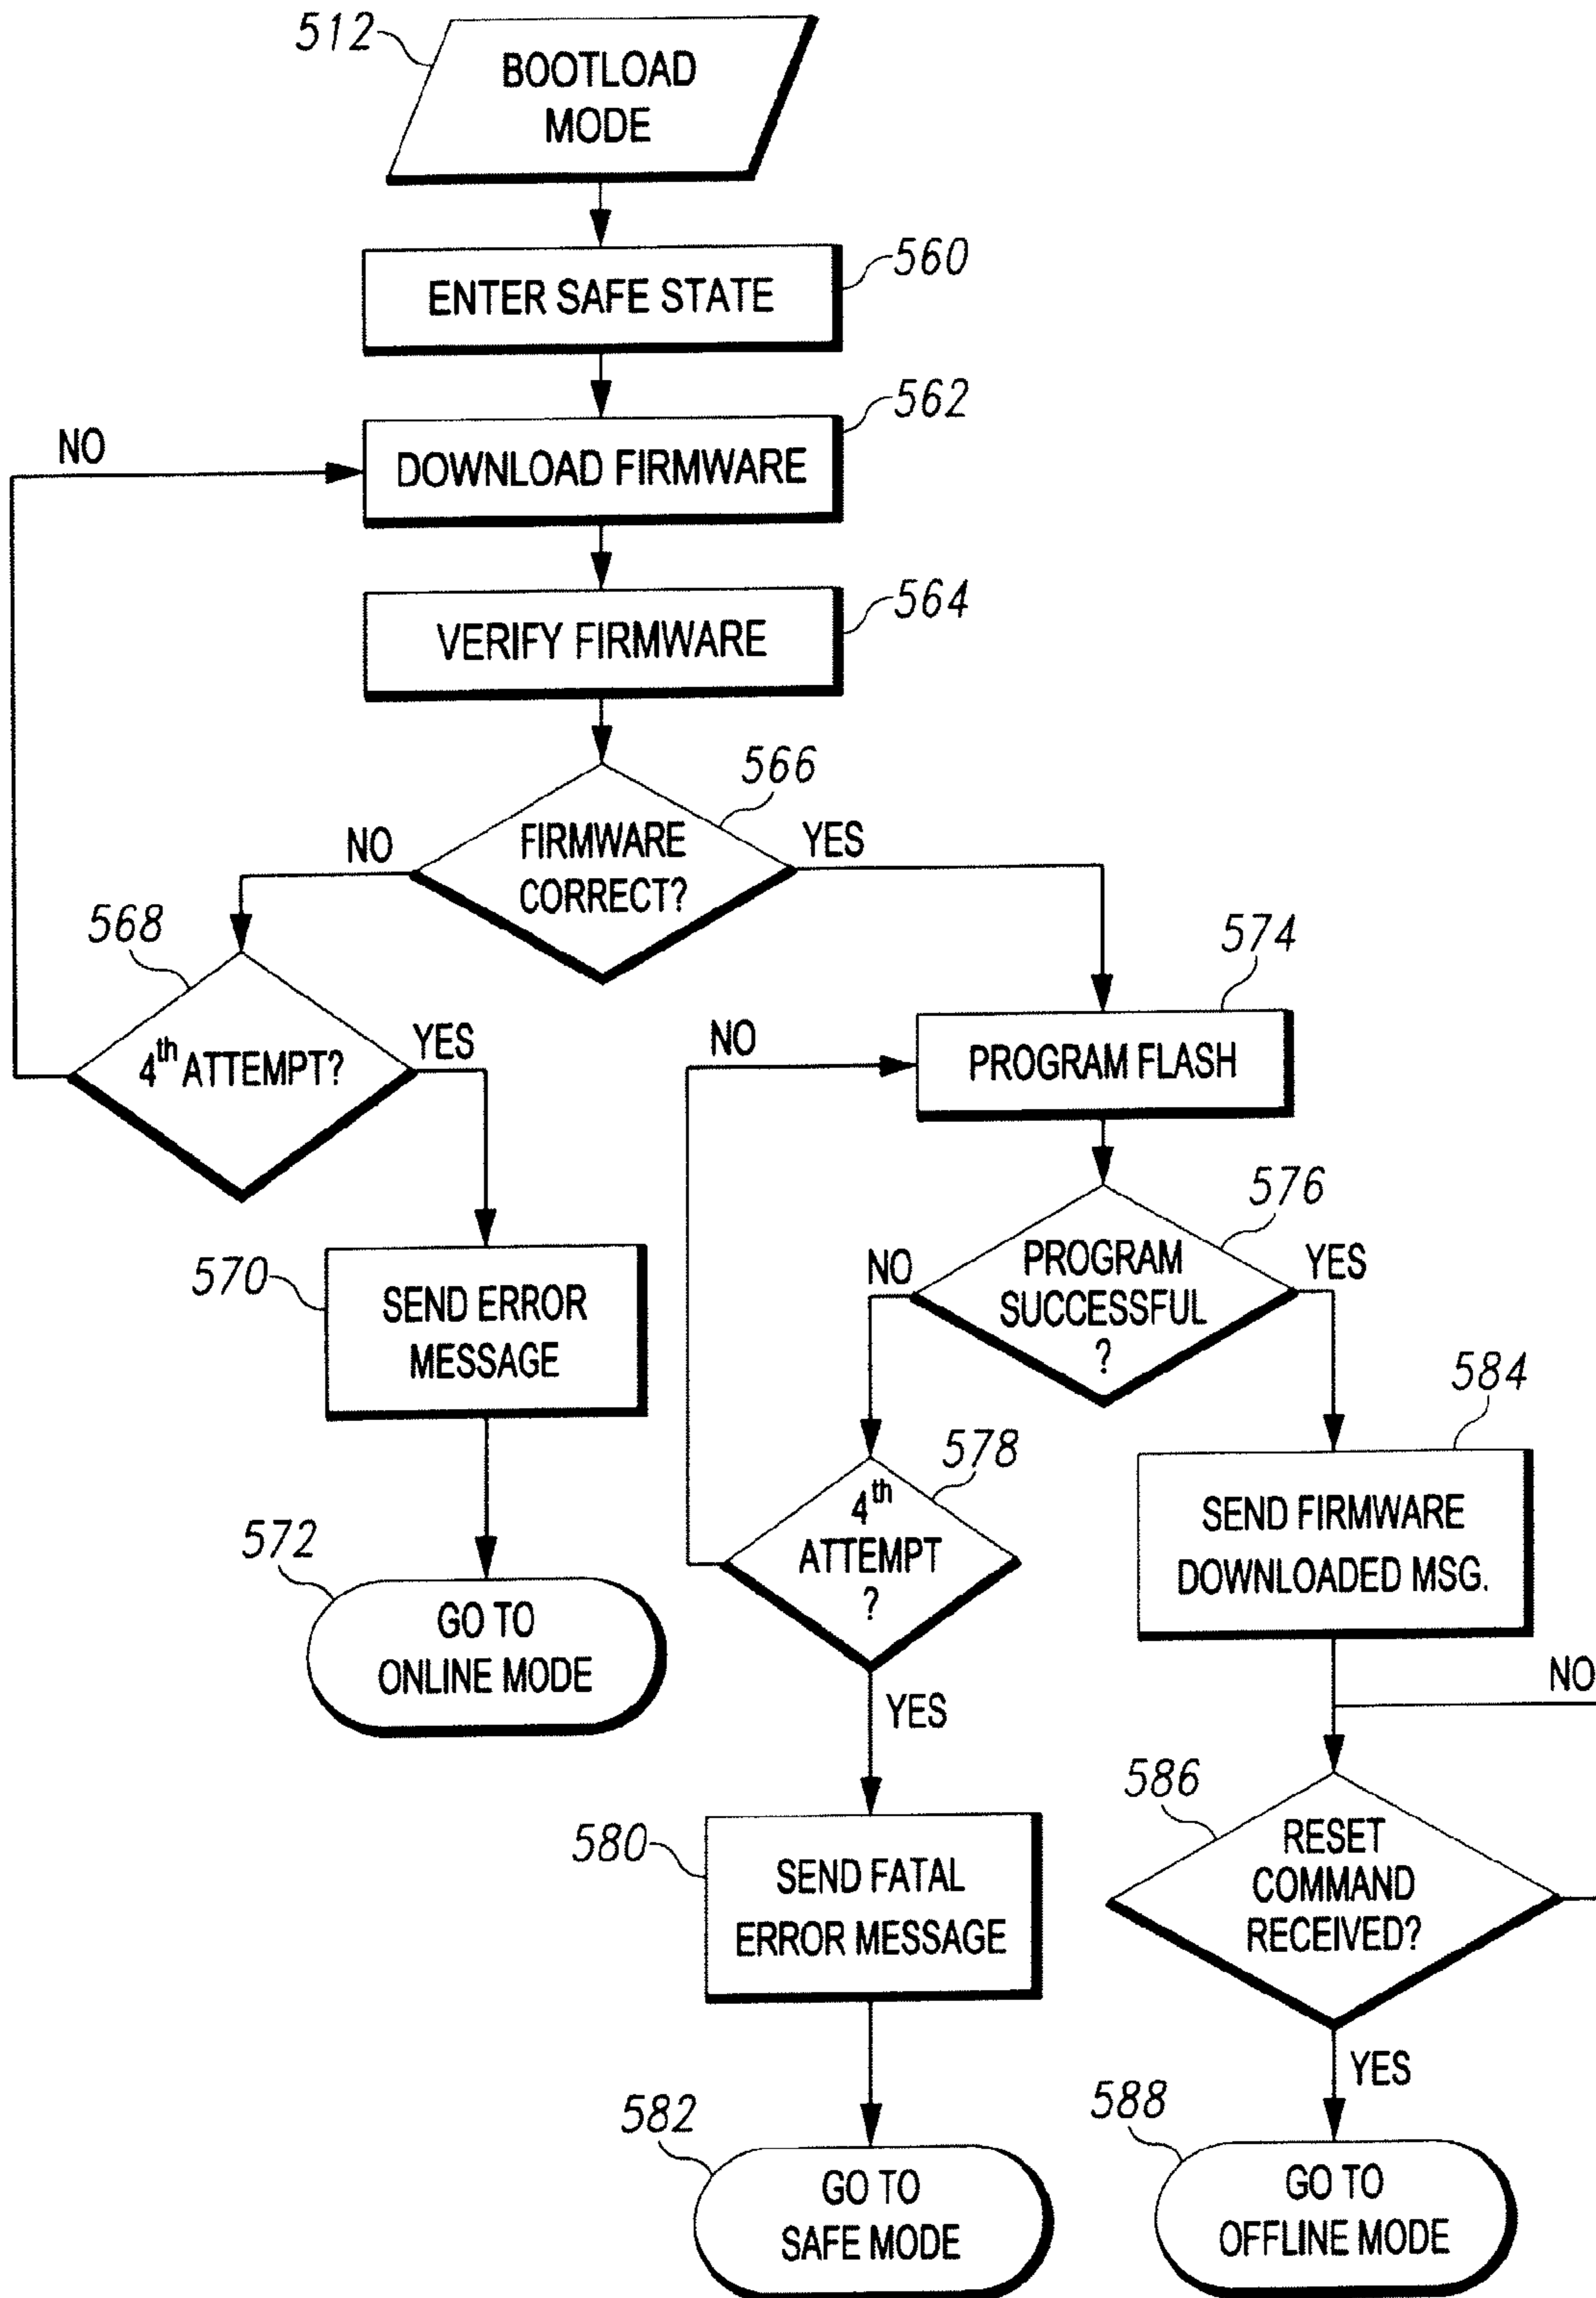 512
BOOTLOAD
MODE
560
ENTER SAFE STATE
562
NO
DOWNLOAD FIRMWARE
564
VERIFY FIRMWARE
566
NO
FIRMWARE
CORRECT?
YES
568
574
4th ATTEMPT?
YES
NO
PROGRAM FLASH
576
570
SEND ERROR
MESSAGE
NO
PROGRAM
SUCCESSFUL
?
YES
584
578
4th
ATTEMPT
?
SEND FIRMWARE
DOWNLOADED MSG.
572
GO TO
ONLINE MODE
YES
NO
586
580
SEND FATAL
ERROR MESSAGE
RESET
COMMAND
RECEIVED?
YES
582
588
GO TO
SAFE MODE
GO TO
OFFLINE MODE